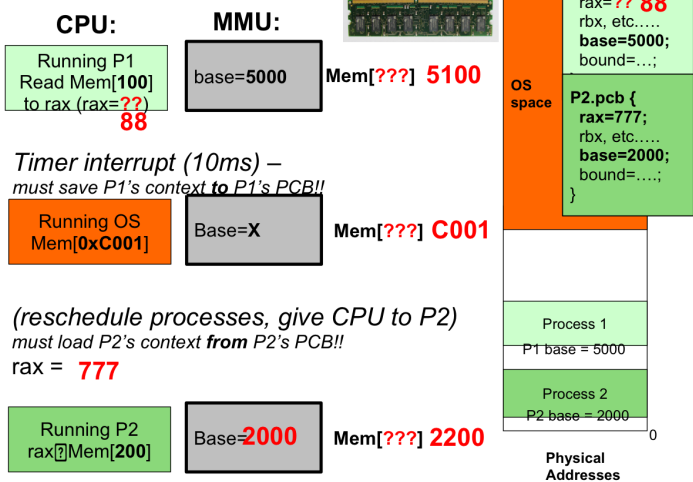 CPU:
MMU:
Running P1
Read Mem[100]
to rax (rax=??)
88
base=5000
Mem[???] 5100
Timer interrupt (10ms) –
must save P1's context to P1's PCB!!
Running OS
Mem[0xC001]
Base=X
Mem[???] C001
(reschedule processes, give CPU to P2)
must load P2's context from P2's PCB!!
rax = 777
Running P2
rax?Mem[200]
Base=2000
Mem[???] 2200
rax=?? 88
rbx, etc.….
base=5000;
bound=…;
}
OS
space
P2.pcb {
rax=777;
rbx, etc.….
base=2000;
bound=….;
}
Process 1
P1 base = 5000
Process 2
P2 base = 2000
0
Physical
Addresses